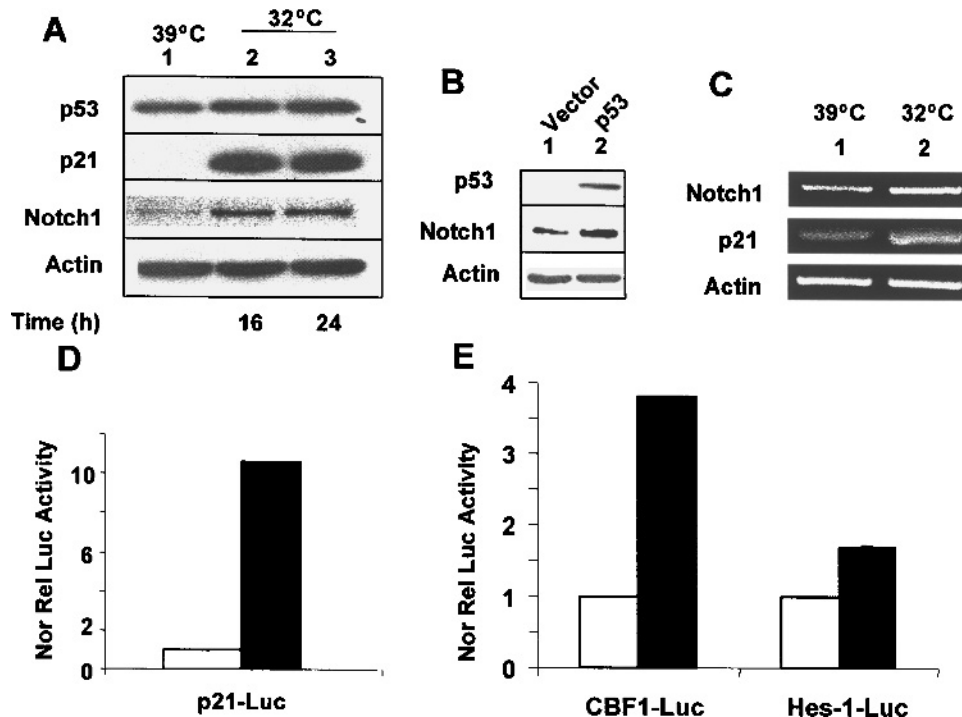 A
39°C
32°C
1 2 3
p53
p21
Notch1
Actin
Time (h) 16 24
B
Vector p53
1 2
p53
Notch1
Actin
C
39°C 32°C
1 2
Notch1
p21
Actin
D
Nor Rel Luc Activity
10
6
2
0
p21-Luc
E
Nor Rel Luc Activity
4
3
2
1
0
CBF1-Luc Hes-1-Luc